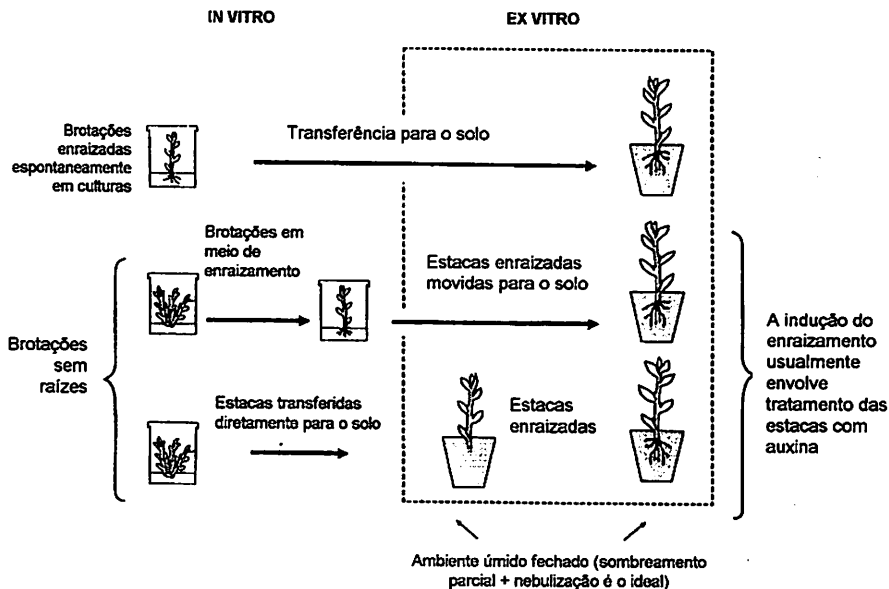 IN VITRO
EX VITRO
Brotações
enraizadas
espontaneamente
em culturas
Transferência para o solo
Brotações em
meio de
enraizamento
Estacas enraizadas
movidas para o solo
Brotações
sem
raízes
Estacas transferidas
diretamente para o solo
Estacas
enraizadas
A indução do
enraizamento
usualmente
envolve
tratamento das
estacas com
auxina
Ambiente úmido fechado (sombreamento
parcial + nebulização é o ideal)